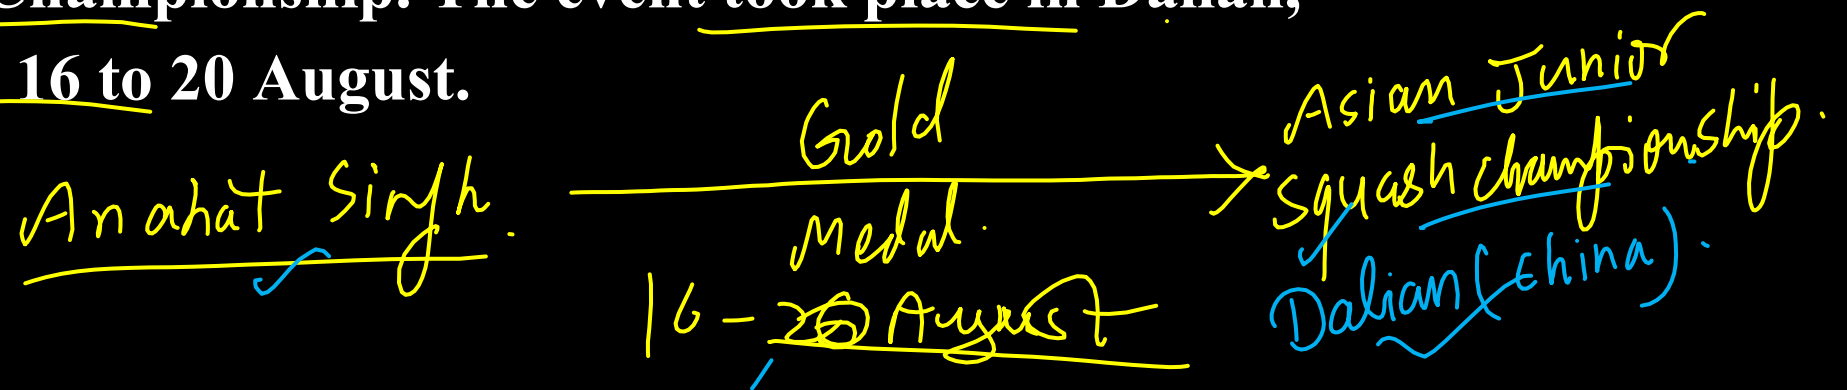 Championship. The event took place in Dalian,
16 to 20 August.
Anahat Singh.
Gold
Medal.
16 - 20 August
Asian Junior
Squash championship.
Dalian (China).